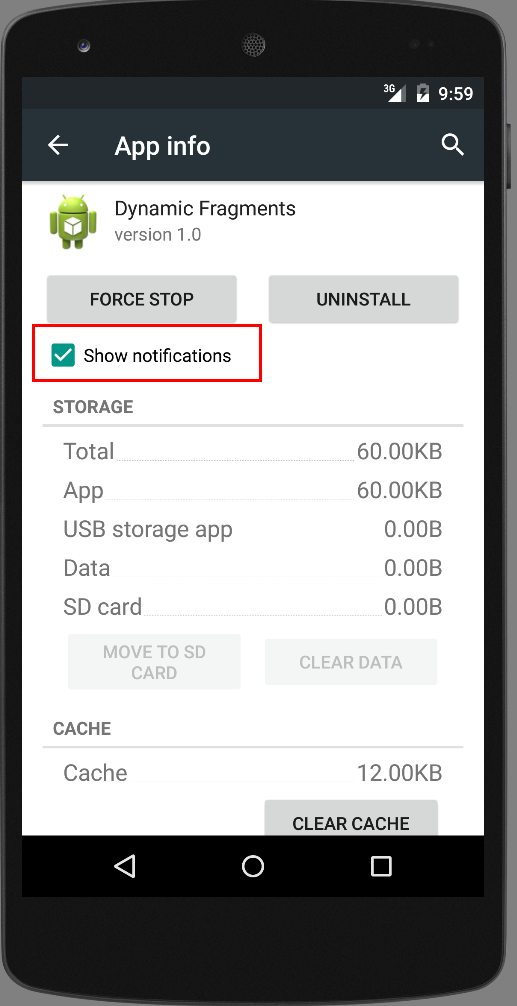 3G 9:59
App info
Dynamic Fragments
version 1.0
FORCE STOP UNINSTALL
Show notifications
STORAGE
Total 60.00KB
App 60.00KB
USB storage app 0.00B
Data 0.00B
SD card 0.00B
MOVE TO SD
CARD
CLEAR DATA
CACHE
Cache 12.00KB
CLEAR CACHE